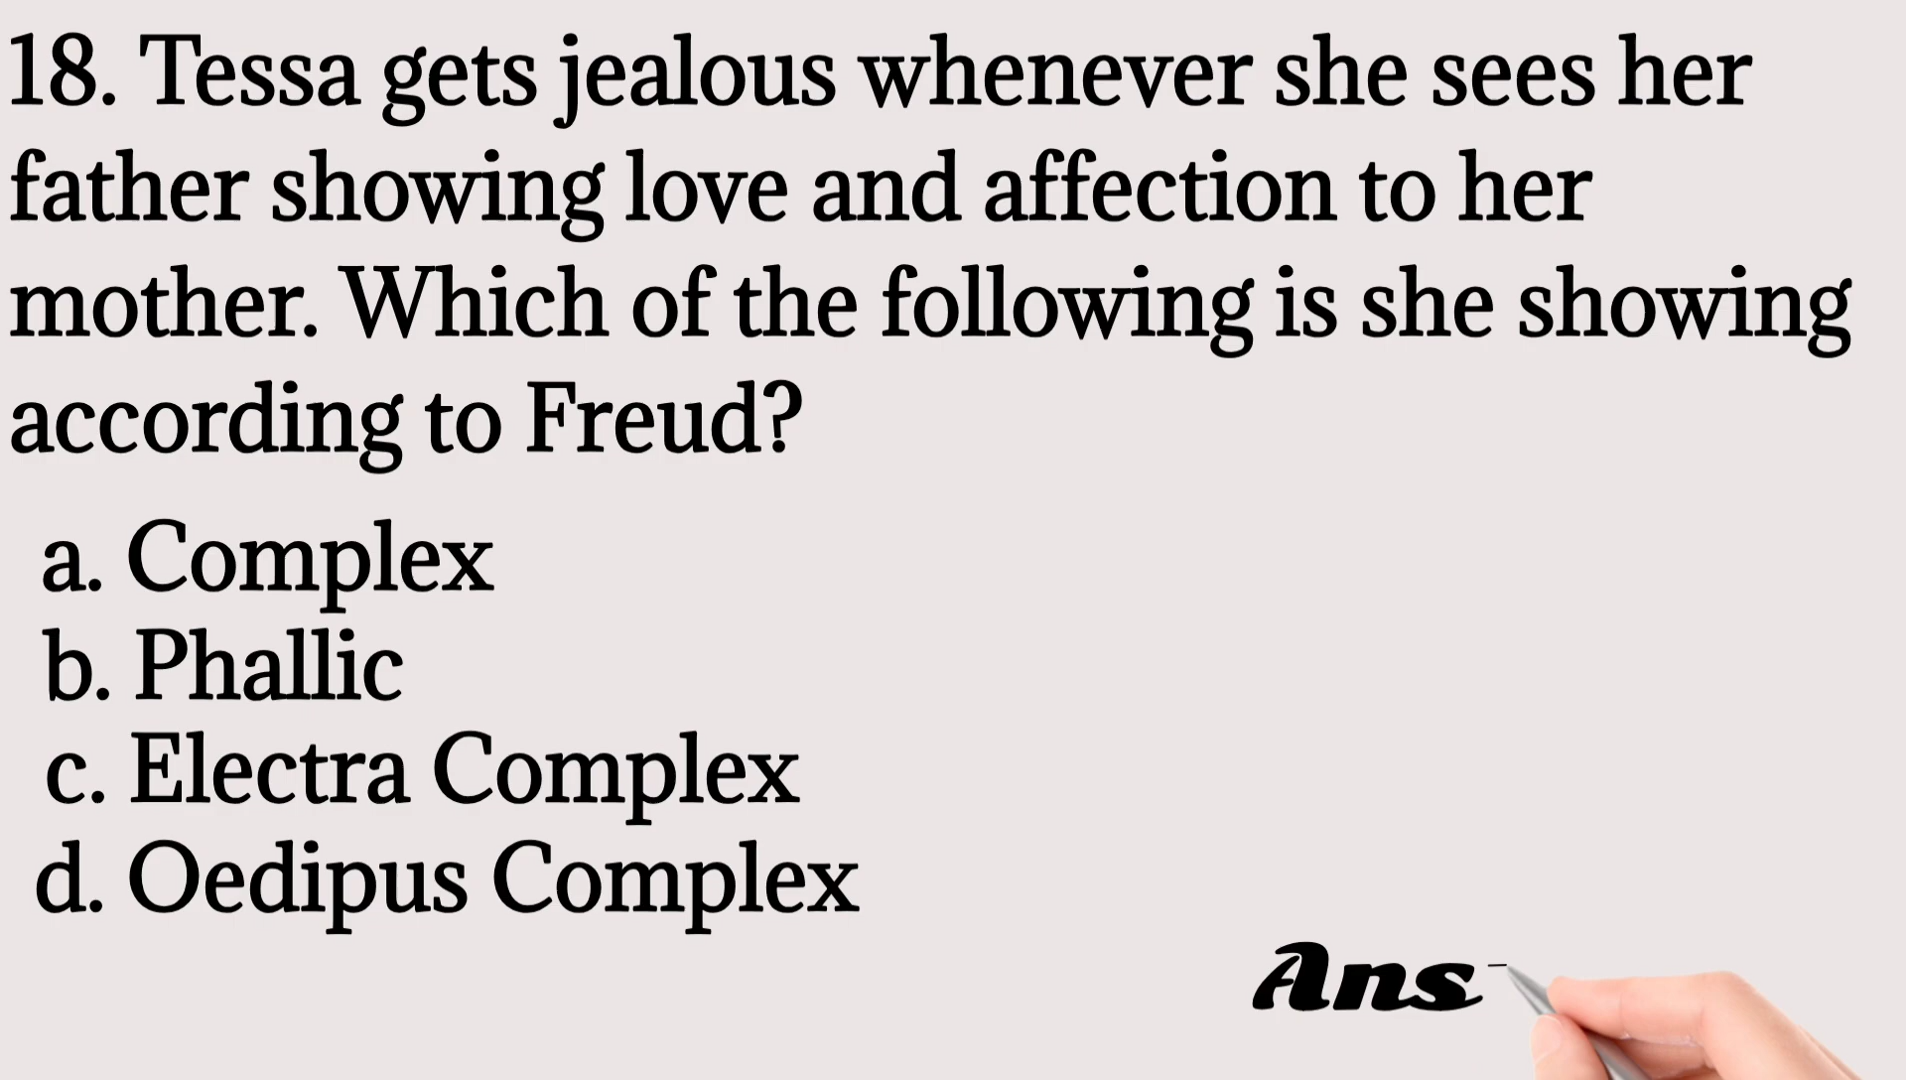 18. Tessa gets jealous whenever she sees her
father showing love and affection to her
mother. Which of the following is she showing
according to Freud?
a. Complex
b. Phallic
c. Electra Complex
d. Oedipus Complex
Ans